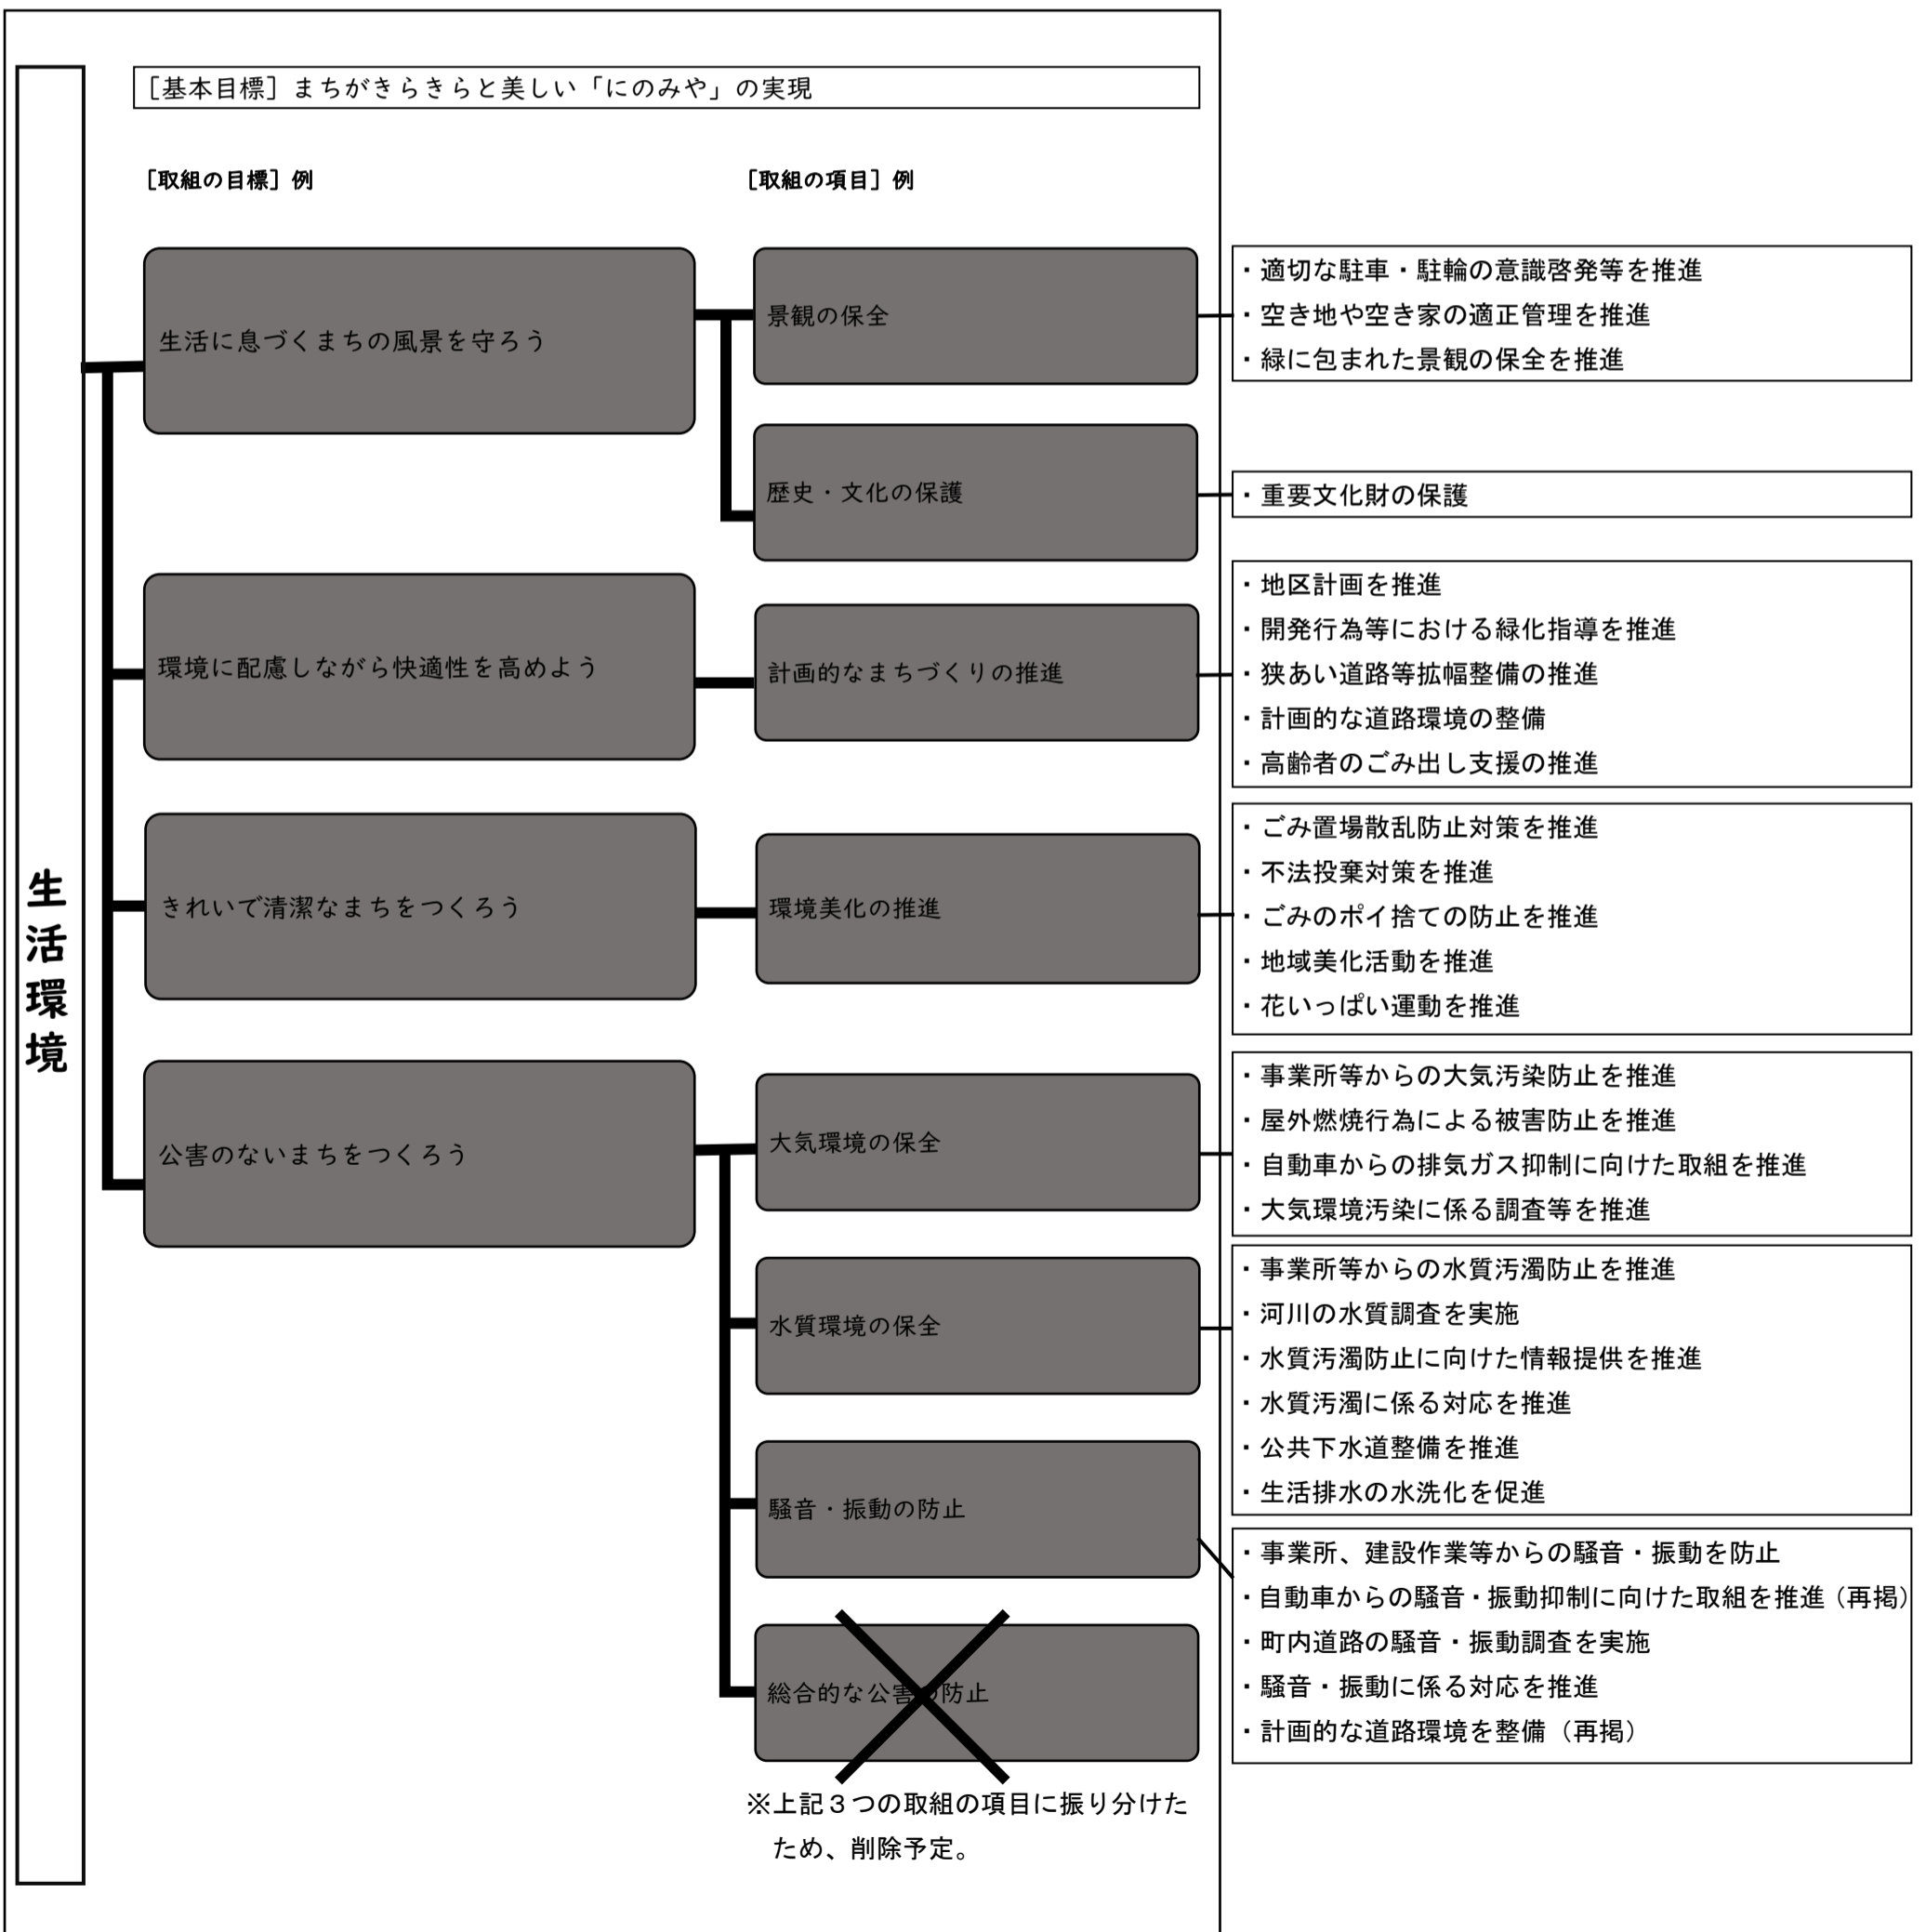 ［基本目標］まちがきらきらと美しい「にのみや」の実現
［取組の目標］例
［取組の項目］例
生活環境
生活に息づくまちの風景を守ろう
景観の保全
・適切な駐車・駐輪の意識啓発等を推進
・空き地や空き家の適正管理を推進
・緑に包まれた景観の保全を推進
歴史・文化の保護
・重要文化財の保護
環境に配慮しながら快適性を高めよう
計画的なまちづくりの推進
・地区計画を推進
・開発行為等における緑化指導を推進
・狭あい道路等拡幅整備の推進
・計画的な道路環境の整備
・高齢者のごみ出し支援の推進
きれいで清潔なまちをつくろう
環境美化の推進
・ごみ置場散乱防止対策を推進
・不法投棄対策を推進
・ごみのポイ捨ての防止を推進
・地域美化活動を推進
・花いっぱい運動を推進
公害のないまちをつくろう
大気環境の保全
・事業所等からの大気汚染防止を推進
・屋外燃焼行為による被害防止を推進
・自動車からの排気ガス抑制に向けた取組を推進
・大気環境汚染に係る調査等を推進
水質環境の保全
・事業所等からの水質汚濁防止を推進
・河川の水質調査を実施
・水質汚濁防止に向けた情報提供を推進
・水質汚濁に係る対応を推進
・公共下水道整備を推進
・生活排水の水洗化を促進
騒音・振動の防止
・事業所、建設作業等からの騒音・振動を防止
・自動車からの騒音・振動抑制に向けた取組を推進（再掲）
・町内道路の騒音・振動調査を実施
・騒音・振動に係る対応を推進
・計画的な道路環境を整備（再掲）
総合的な公害の防止
※上記３つの取組の項目に振り分けた
ため、削除予定。